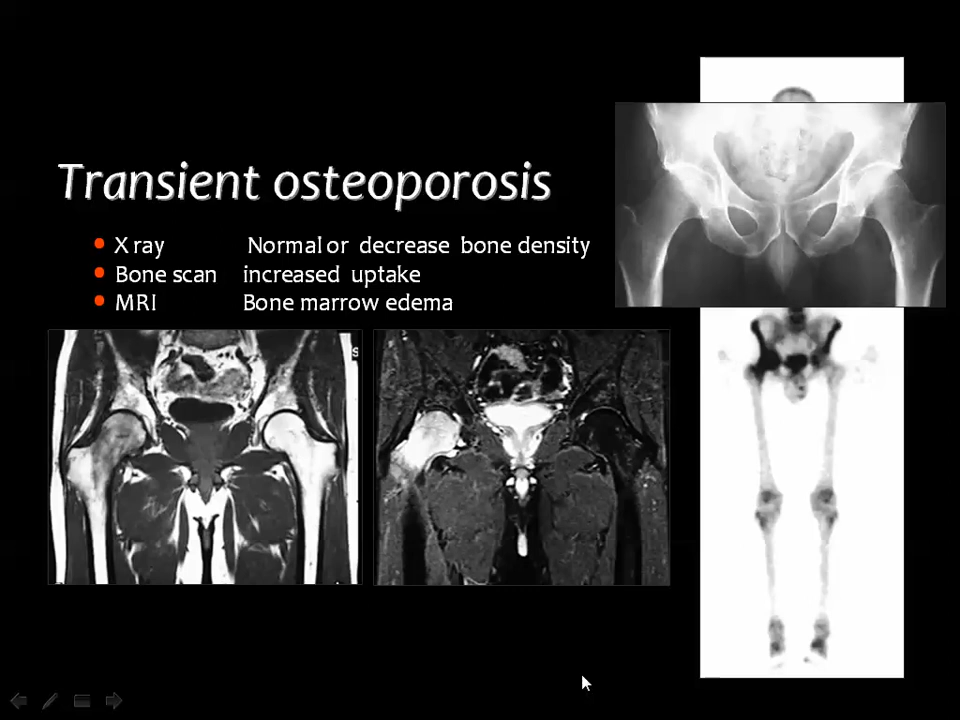 Transient osteoporosis
• X ray Normal or decrease bone density
• Bone scan increased uptake
• MRI Bone marrow edema
S